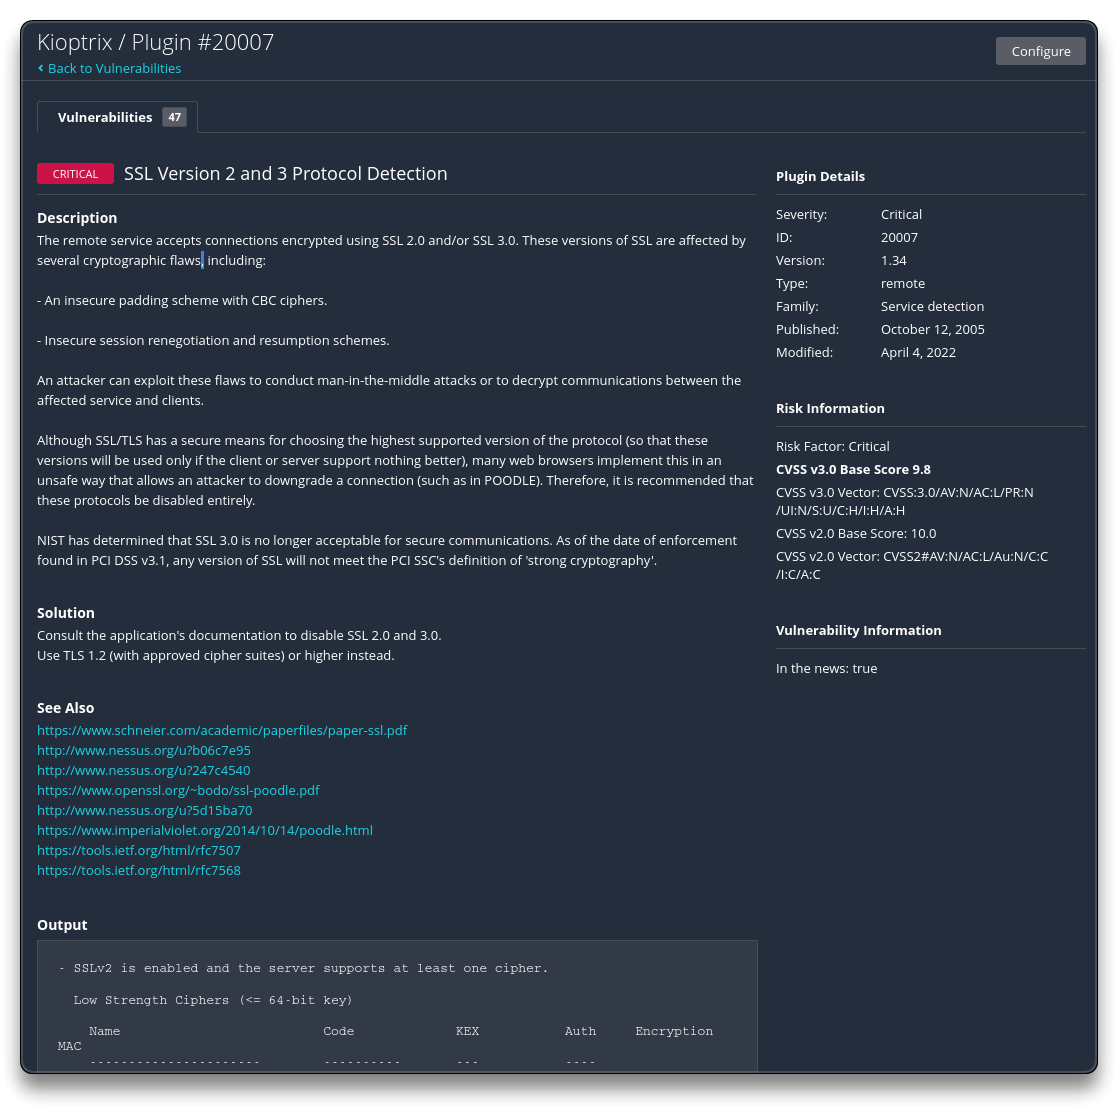 Kioptrix / Plugin #20007
Configure
Back to Vulnerabilities
Vulnerabilities 47
CRITICAL SSL Version 2 and 3 Protocol Detection
Description
The remote service accepts connections encrypted using SSL 2.0 and/or SSL 3.0. These versions of SSL are affected by
several cryptographic flaws, including:
- An insecure padding scheme with CBC ciphers.
- Insecure session renegotiation and resumption schemes.
An attacker can exploit these flaws to conduct man-in-the-middle attacks or to decrypt communications between the
affected service and clients.
Although SSL/TLS has a secure means for choosing the highest supported version of the protocol (so that these
versions will be used only if the client or server support nothing better), many web browsers implement this in an
unsafe way that allows an attacker to downgrade a connection (such as in POODLE). Therefore, it is recommended that
these protocols be disabled entirely.
NIST has determined that SSL 3.0 is no longer acceptable for secure communications. As of the date of enforcement
found in PCI DSS v3.1, any version of SSL will not meet the PCI SSC's definition of 'strong cryptography'.
Solution
Consult the application's documentation to disable SSL 2.0 and 3.0.
Use TLS 1.2 (with approved cipher suites) or higher instead.
See Also
https://www.schneier.com/academic/paperfiles/paper-ssl.pdf
http://www.nessus.org/u?b06c7e95
http://www.nessus.org/u?247c4540
https://www.openssl.org/~bodo/ssl-poodle.pdf
http://www.nessus.org/u?5d15ba70
https://www.imperialviolet.org/2014/10/14/poodle.html
https://tools.ietf.org/html/rfc7507
https://tools.ietf.org/html/rfc7568
Output
- SSLv2 is enabled and the server supports at least one cipher.
Low Strength Ciphers (<= 64-bit key)
Name Code KEX Auth Encryption
MAC
---------------------- ---------- --- ----
Plugin Details
Severity: Critical
ID: 20007
Version: 1.34
Type: remote
Family: Service detection
Published: October 12, 2005
Modified: April 4, 2022
Risk Information
Risk Factor: Critical
CVSS v3.0 Base Score 9.8
CVSS v3.0 Vector: CVSS:3.0/AV:N/AC:L/PR:N
/UI:N/S:U/C:H/I:H/A:H
CVSS v2.0 Base Score: 10.0
CVSS v2.0 Vector: CVSS2#AV:N/AC:L/Au:N/C:C
/I:C/A:C
Vulnerability Information
In the news: true